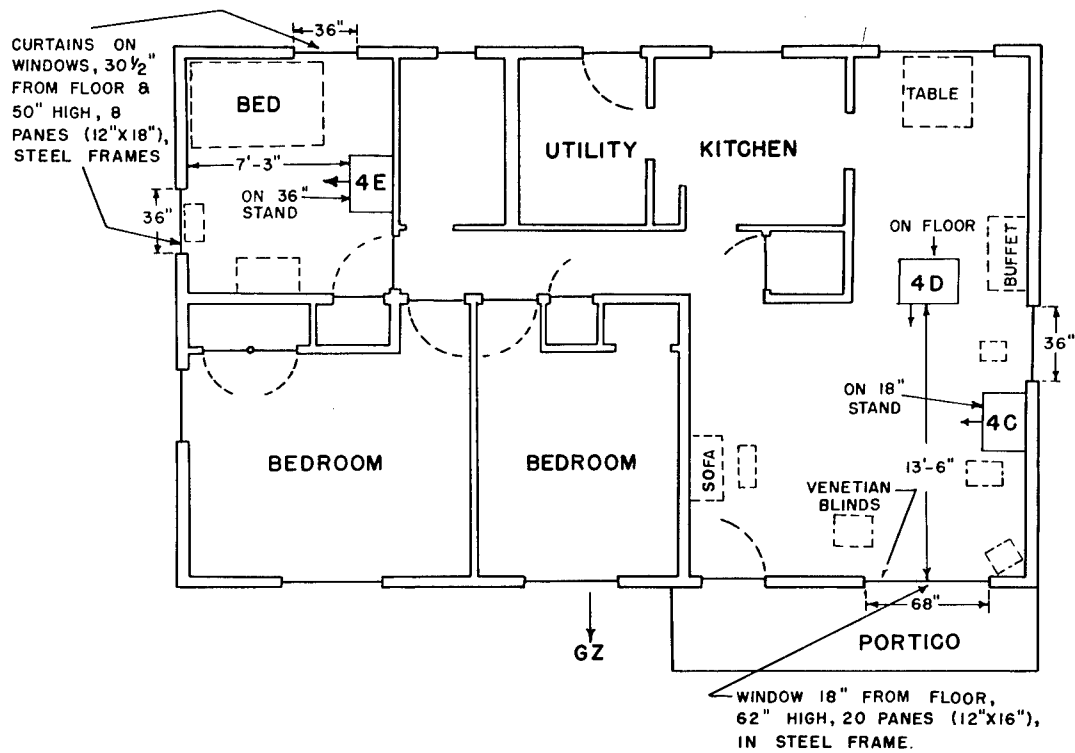 36"
CURTAINS ON
WINDOWS, 30 1/2"
FROM FLOOR &
50" HIGH, 8
PANES (12"X18"),
STEEL FRAMES
BED
7'-3"
4E
ON 36"
STAND
36"
UTILITY
KITCHEN
TABLE
ON FLOOR
BUFFET
4D
36"
ON 18"
STAND
4C
BEDROOM
BEDROOM
SOFA
13'-6"
VENETIAN
BLINDS
68"
PORTICO
GZ
WINDOW 18" FROM FLOOR,
62" HIGH, 20 PANES (12"X16"),
IN STEEL FRAME.